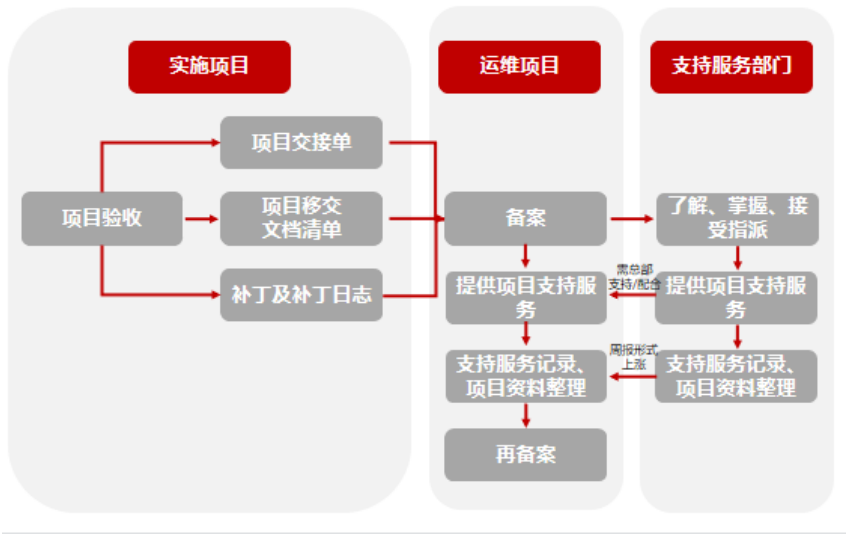 实施项目
运维项目
支持服务部门
项目交接单
项目验收
项目移交
文档清单
补丁及补丁日志
备案
了解、掌握、接
受指派
提供项目支持服
务
需总部
支持/配合
提供项目支持服
务
支持服务记录、
项目资料整理
周报形式
上涨
支持服务记录、
项目资料整理
再备案